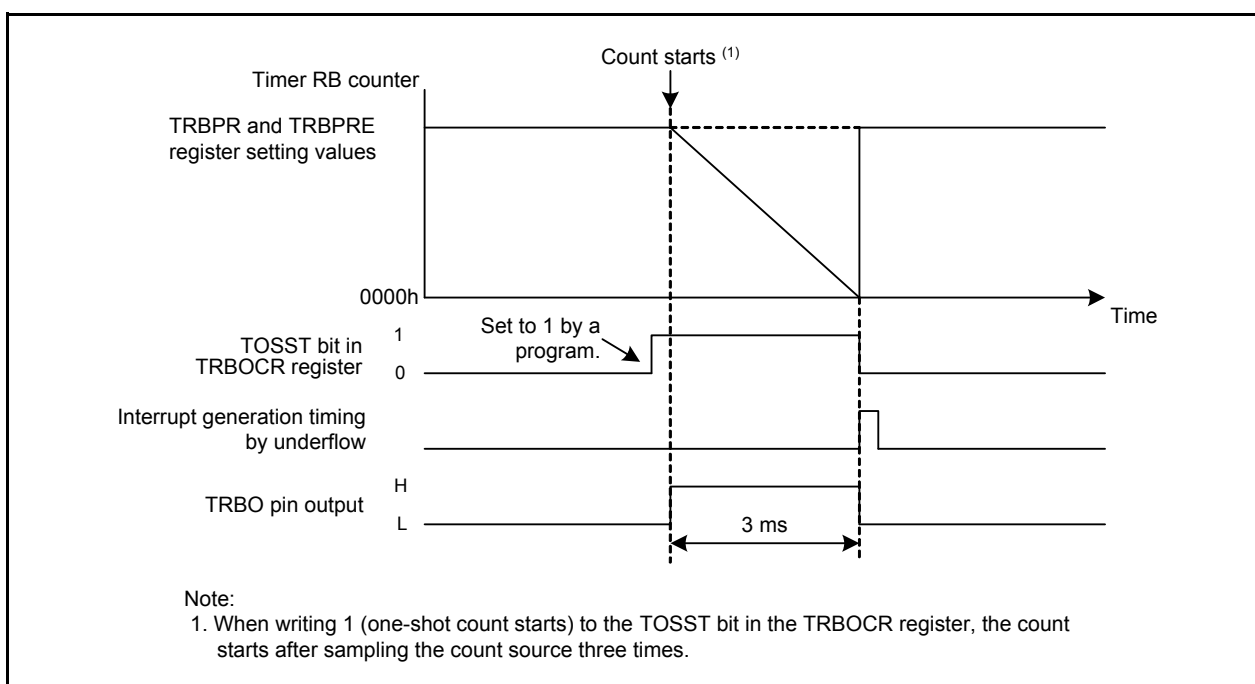 Count starts (1)
Timer RB counter
TRBPR and TRBPRE
register setting values
0000h
Time
Set to 1 by a
program.
1
TOSST bit in
TRBOCR register
0
Interrupt generation timing
by underflow
H
TRBO pin output
L
3 ms
Note:
1. When writing 1 (one-shot count starts) to the TOSST bit in the TRBOCR register, the count
starts after sampling the count source three times.